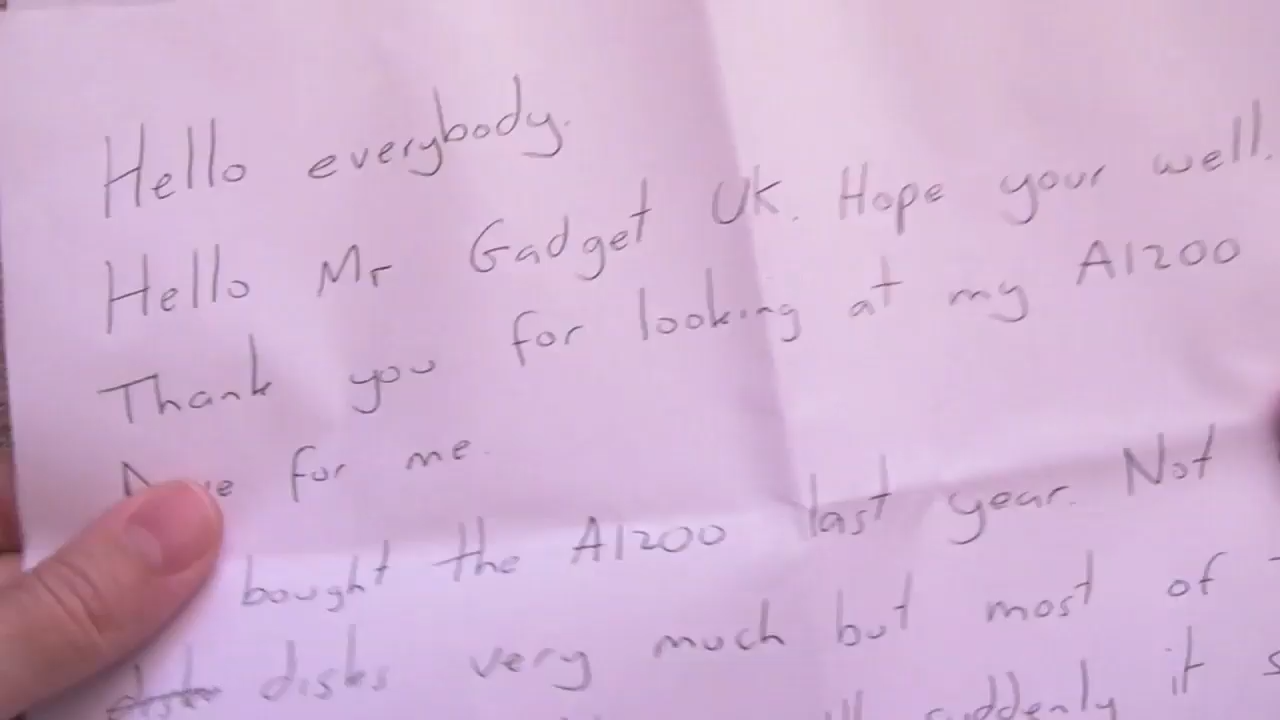 Hello everybody.
Hello Mr Gadget UK. Hope your well.
Thank you for looking at my A1200
for me.
bought the A1200 last year. Not
disks very much but most of
suddenly it